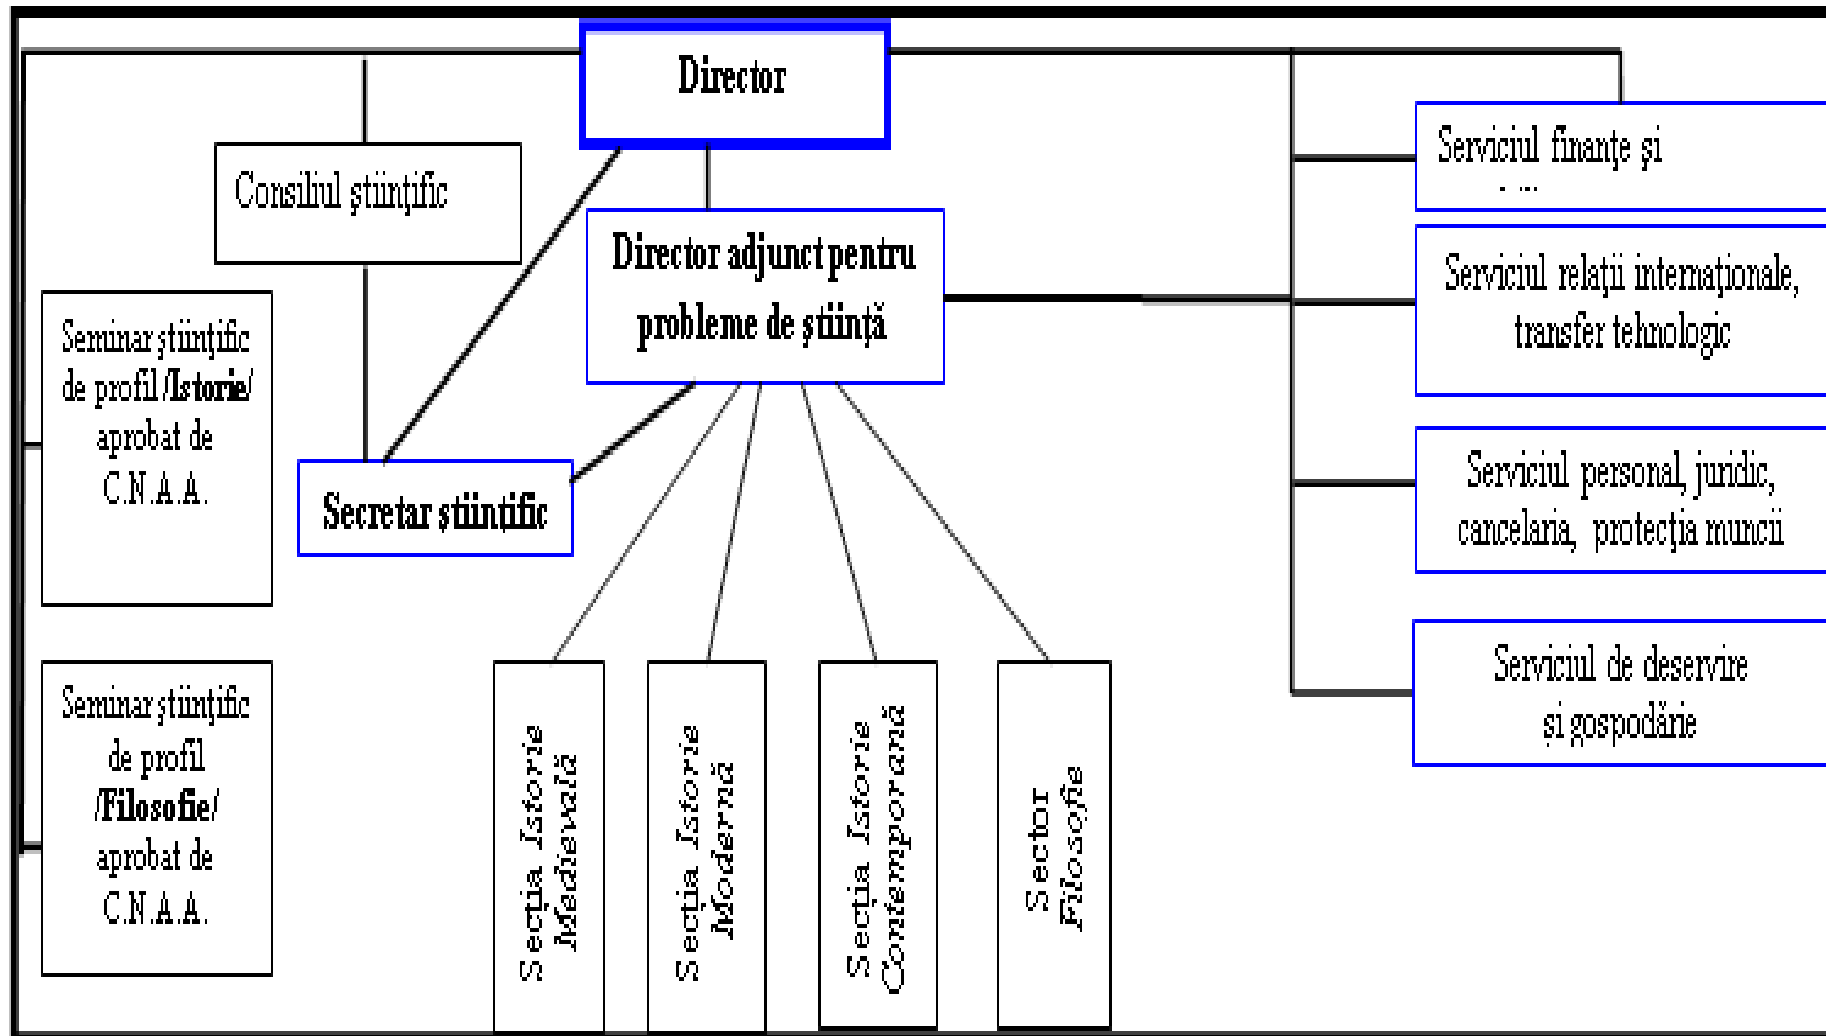 Director
Consiliul ştiinţific
Director adjunct pentru
probleme de ştiinţă
Secretar ştiinţific
Seminar ştiinţific
de profil /Istorie/
aprobat de
C.N.A.A.
Seminar ştiinţific
de profil
/Filosofie/
aprobat de
C.N.A.A.
Secţia Istorie
Medievală
Secţia Istorie
Modernă
Secţia Istorie
Contemporană
Sector
Filosofie
Serviciul finanţe şi
Serviciul relaţii internaţionale,
transfer tehnologic
Serviciul personal, juridic,
cancelaria, protecţia muncii
Serviciul de deservire
şi gospodărie